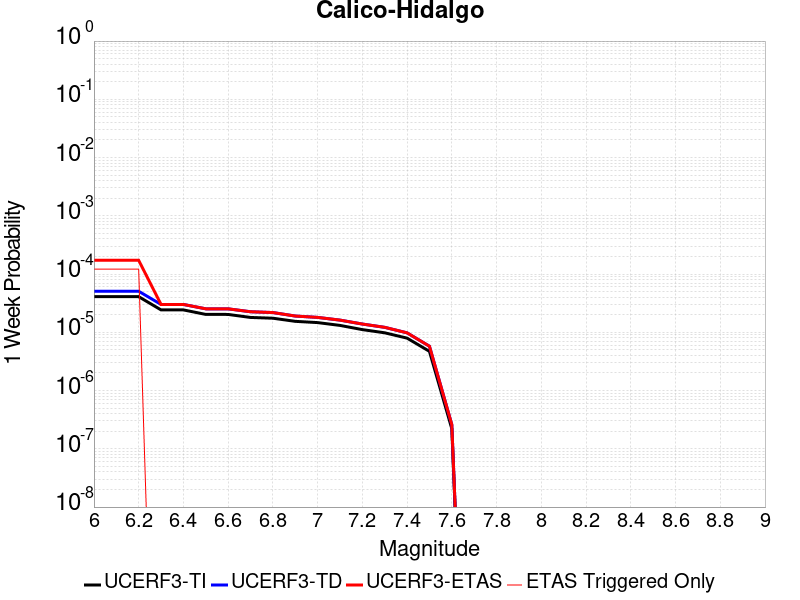 Calico-Hidalgo
1 Week Probability
10^0
10^-1
10^-2
10^-3
10^-4
10^-5
10^-6
10^-7
10^-8
6 6.2 6.4 6.6 6.8 7 7.2 7.4 7.6 7.8 8 8.2 8.4 8.6 8.8 9
Magnitude
UCERF3-TI UCERF3-TD UCERF3-ETAS ETAS Triggered Only